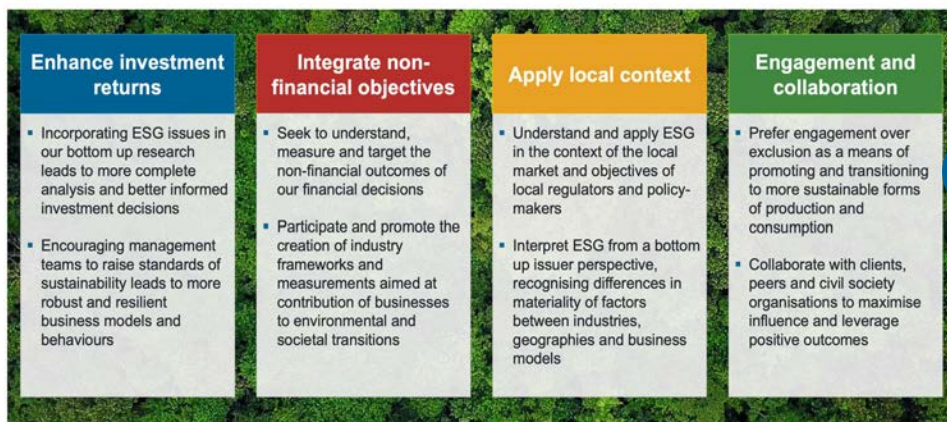 Enhance investment
returns
▪ Incorporating ESG issues in
our bottom up research
leads to more complete
analysis and better informed
investment decisions
▪ Encouraging management
teams to raise standards of
sustainability leads to more
robust and resilient
business models and
behaviours
Integrate non-
financial objectives
▪ Seek to understand,
measure and target the
non-financial outcomes of
our financial decisions
▪ Participate and promote the
creation of industry
frameworks and
measurements aimed at
contribution of businesses
to environmental and
societal transitions
Apply local context
▪ Understand and apply ESG
in the context of the local
market and objectives of
local regulators and policy-
makers
▪ Interpret ESG from a bottom
up issuer perspective,
recognising differences in
materiality of factors
between industries,
geographies and business
models
Engagement and
collaboration
▪ Prefer engagement over
exclusion as a means of
promoting and transitioning
to more sustainable forms
of production and
consumption
▪ Collaborate with clients,
peers and civil society
organisations to maximise
influence and leverage
positive outcomes